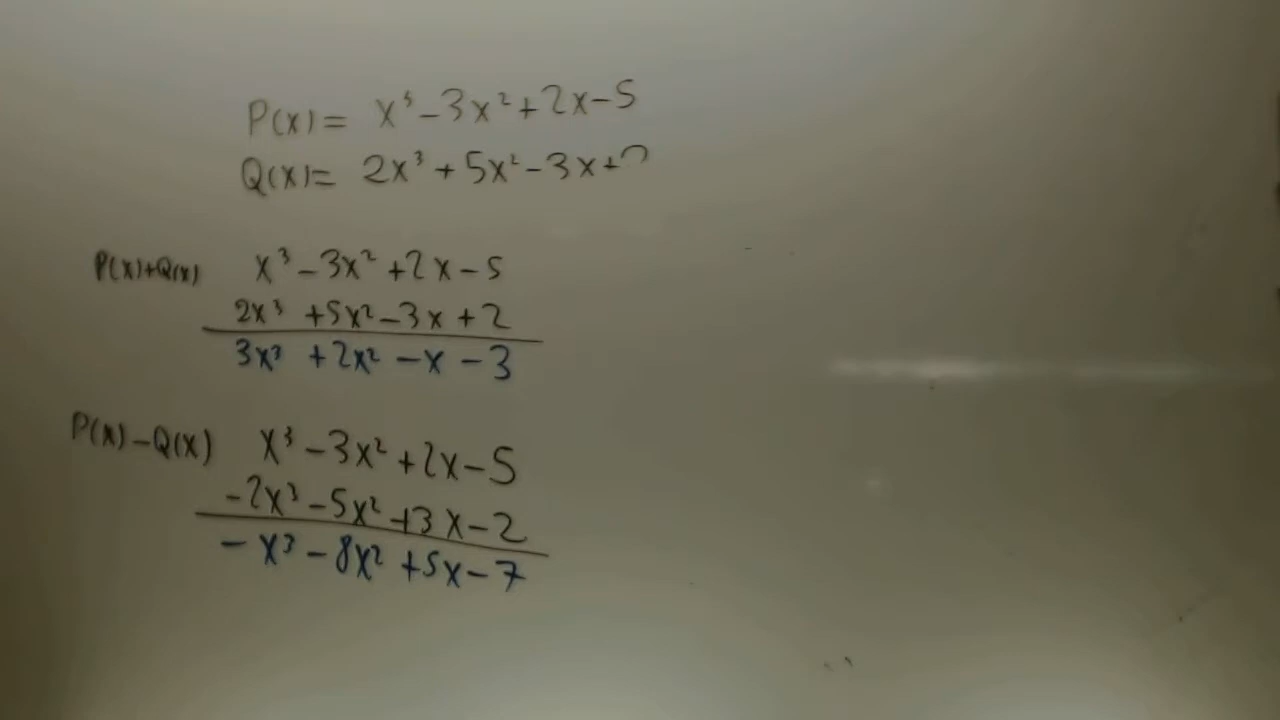 P(x)= x³-3x²+2x-5
Q(x)= 2x³+5x²-3x+2
P(x)+Q(x) x³-3x²+2x-5
2x³+5x²-3x+2
3x³+2x²-x-3
P(x)-Q(x) x³-3x²+2x-5
-2x³-5x²+3x-2
-x³-8x²+5x-7